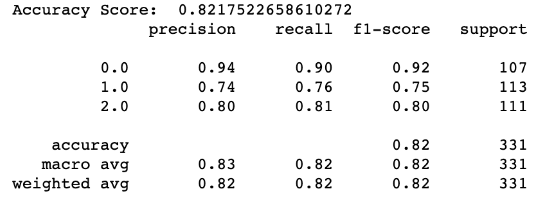 Accuracy Score:  0.8217522658610272
              precision    recall  f1-score   support

         0.0       0.94      0.90      0.92       107
         1.0       0.74      0.76      0.75       113
         2.0       0.80      0.81      0.80       111

    accuracy                           0.82       331
   macro avg       0.83      0.82      0.82       331
weighted avg       0.82      0.82      0.82       331